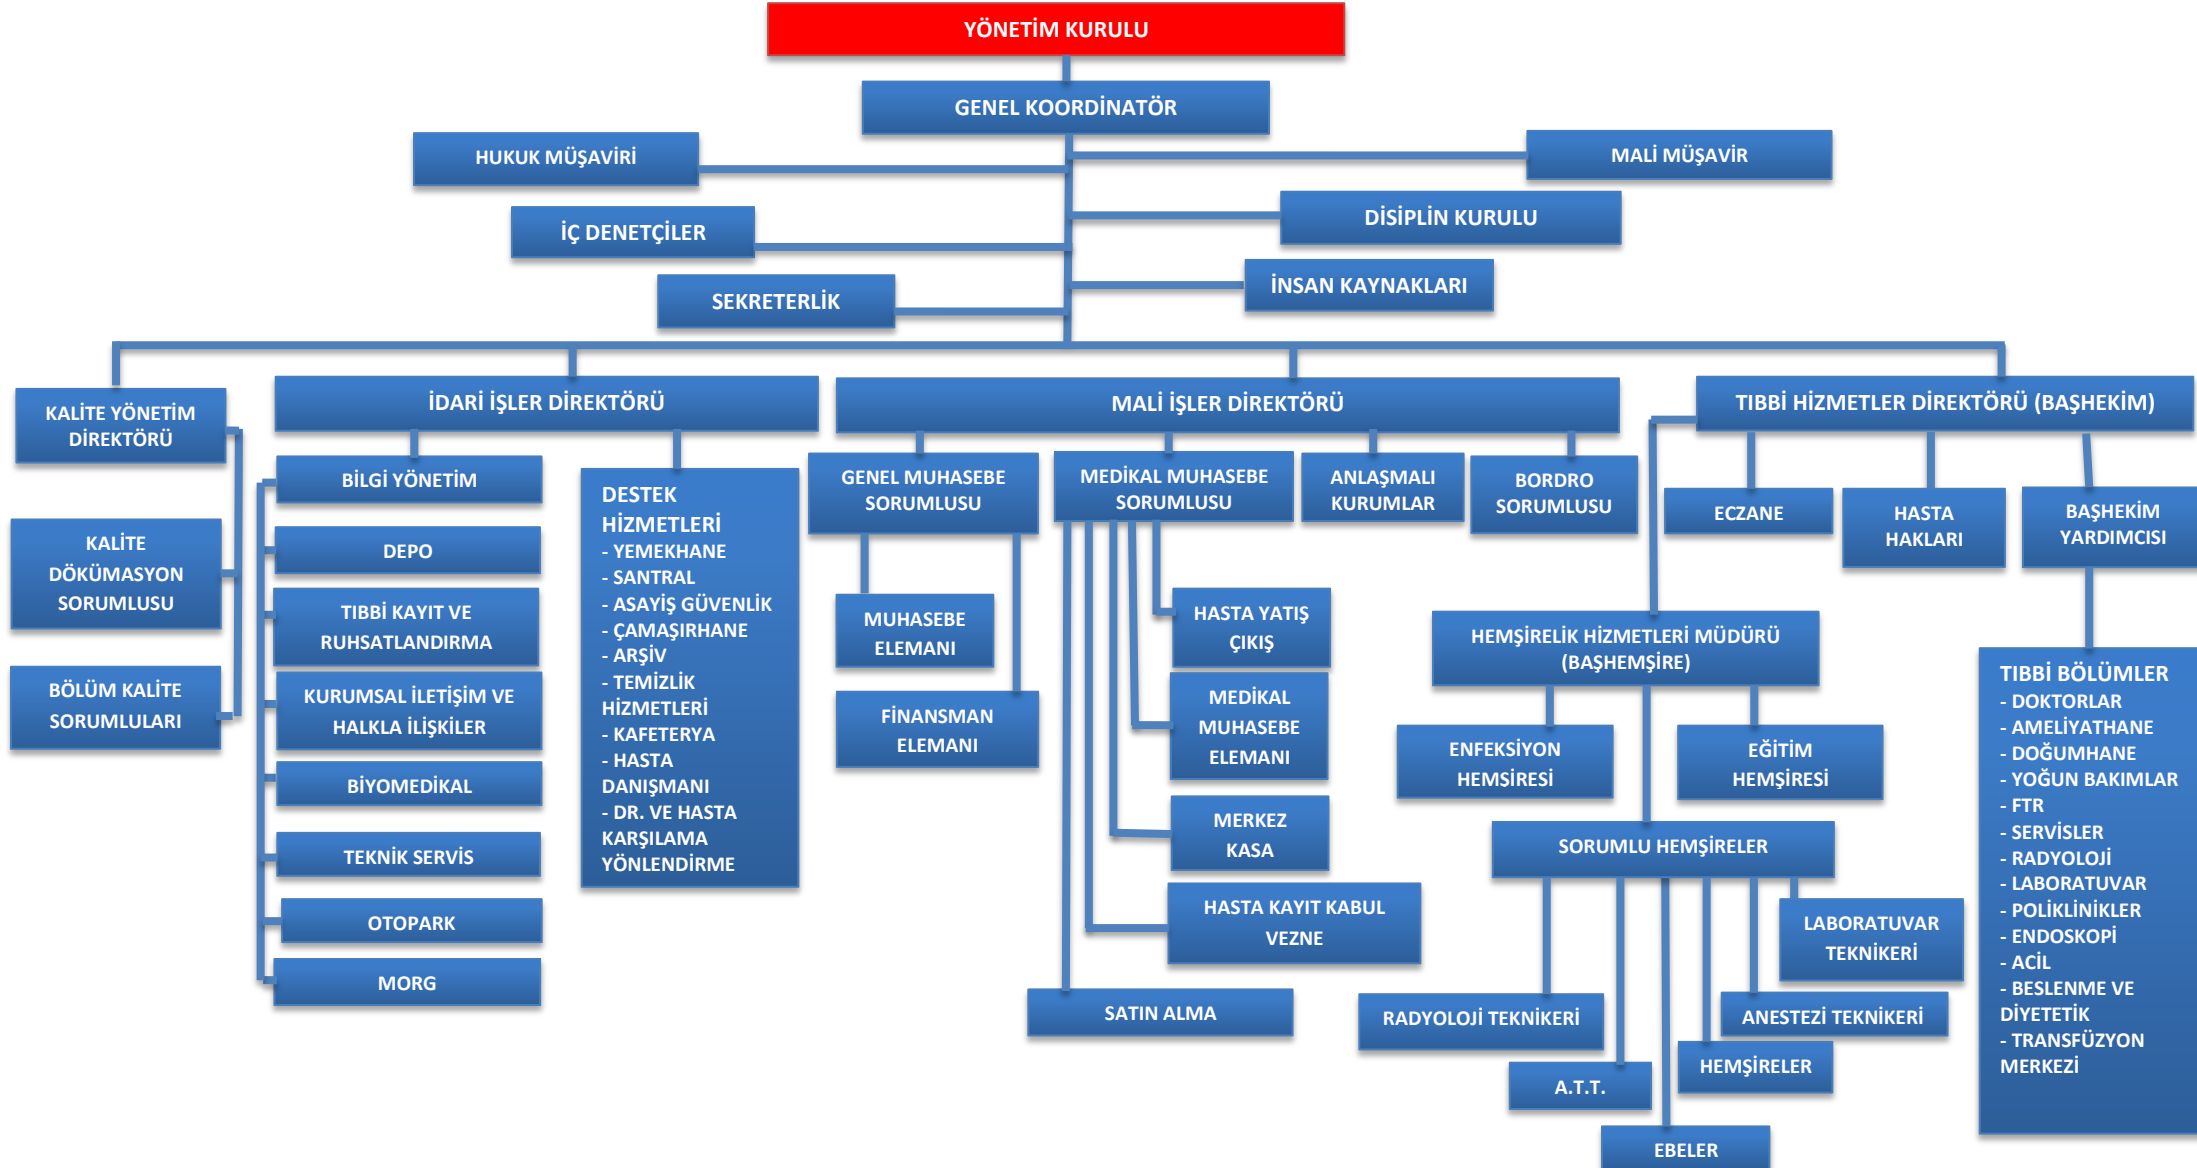 YÖNETİM KURULU
GENEL KOORDİNATÖR
HUKUK MÜŞAVİRİ
MALİ MÜŞAVİR
İÇ DENETÇİLER
DİSİPLİN KURULU
SEKRETERLİK
İNSAN KAYNAKLARI
KALİTE YÖNETİM
DİREKTÖRÜ
KALİTE
DÖKÜMASYON
SORUMLUSU
BÖLÜM KALİTE
SORUMLULARI
İDARİ İŞLER DİREKTÖRÜ
BİLGİ YÖNETİM
DEPO
TIBBİ KAYIT VE
RUHSATLANDIRMA
KURUMSAL İLETİŞİM VE
HALKLA İLİŞKİLER
BİYOMEDİKAL
TEKNİK SERVİS
OTOPARK
MORG
DESTEK
HİZMETLERİ
- YEMEKHANE
- SANTRAL
- ASAYİŞ GÜVENLİK
- ÇAMAŞIRHANE
- ARŞİV
- TEMİZLİK
HİZMETLERİ
- KAFETERYA
- HASTA
DANIŞMANI
- DR. VE HASTA
KARŞILAMA
YÖNLENDİRME
MALİ İŞLER DİREKTÖRÜ
GENEL MUHASEBE
SORUMLUSU
MUHASEBE
ELEMANI
FİNANSMAN
ELEMANI
MEDİKAL MUHASEBE
SORUMLUSU
HASTA YATIŞ
ÇIKIŞ
MEDİKAL
MUHASEBE
ELEMANI
MERKEZ
KASA
HASTA KAYIT KABUL
VEZNE
SATIN ALMA
ANLAŞMALI
KURUMLAR
BORDRO
SORUMLUSU
TIBBİ HİZMETLER DİREKTÖRÜ (BAŞHEKİM)
ECZANE
HASTA
HAKLARI
BAŞHEKİM
YARDIMCISI
HEMŞİRELİK HİZMETLERİ MÜDÜRÜ
(BAŞHEMŞİRE)
ENFEKSİYON
HEMŞİRESİ
EĞİTİM
HEMŞİRESİ
SORUMLU HEMŞİRELER
LABORATUVAR
TEKNİKERİ
RADYOLOJİ TEKNİKERİ
ANESTEZİ TEKNİKERİ
HEMŞİRELER
A.T.T.
EBELER
TIBBİ BÖLÜMLER
- DOKTORLAR
- AMELİYATHANE
- DOĞUMHANE
- YOĞUN BAKIMLAR
- FTR
- SERVİSLER
- RADYOLOJİ
- LABORATUVAR
- POLİKLİNİKLER
- ENDOSKOPİ
- ACİL
- BESLENME VE
DİYETETİK
- TRANSFÜZYON
MERKEZİ